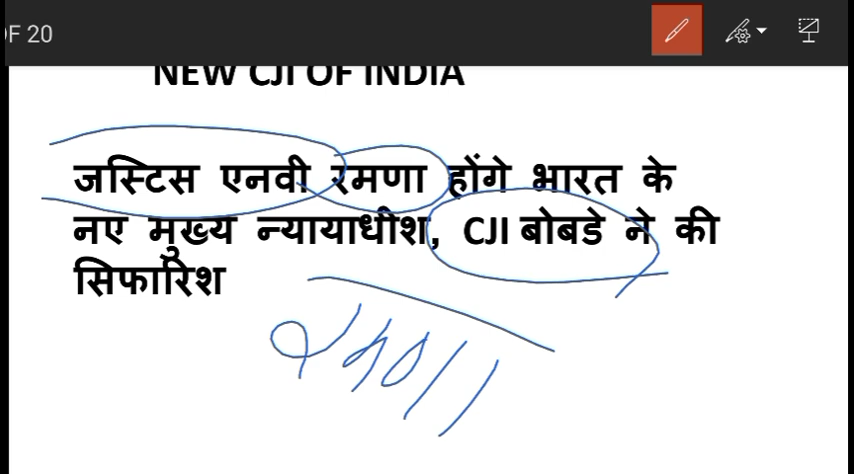 F 20
NEW CJI OF INDIA
जस्टिस एनवी रमणा होंगे भारत के
नए मुख्य न्यायाधीश, CJI बोबडे ने की
सिफारिश